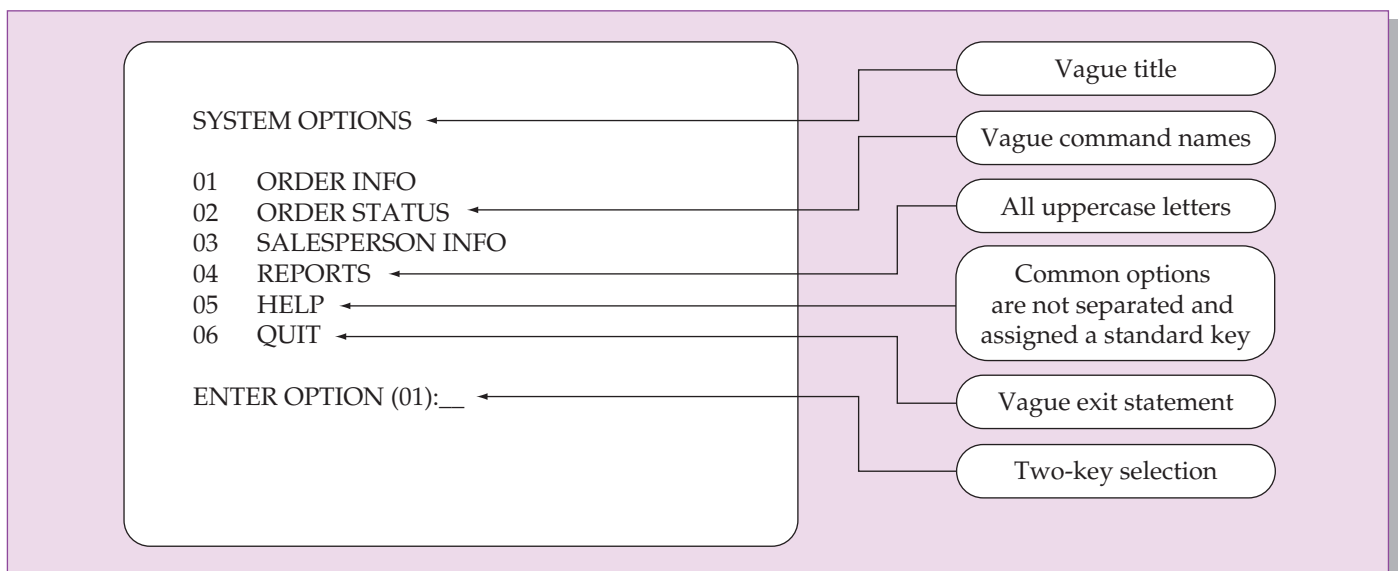 SYSTEM OPTIONS
01 ORDER INFO
02 ORDER STATUS
03 SALESPERSON INFO
04 REPORTS
05 HELP
06 QUIT
ENTER OPTION (01):__
Vague title
Vague command names
All uppercase letters
Common options
are not separated and
assigned a standard key
Vague exit statement
Two-key selection